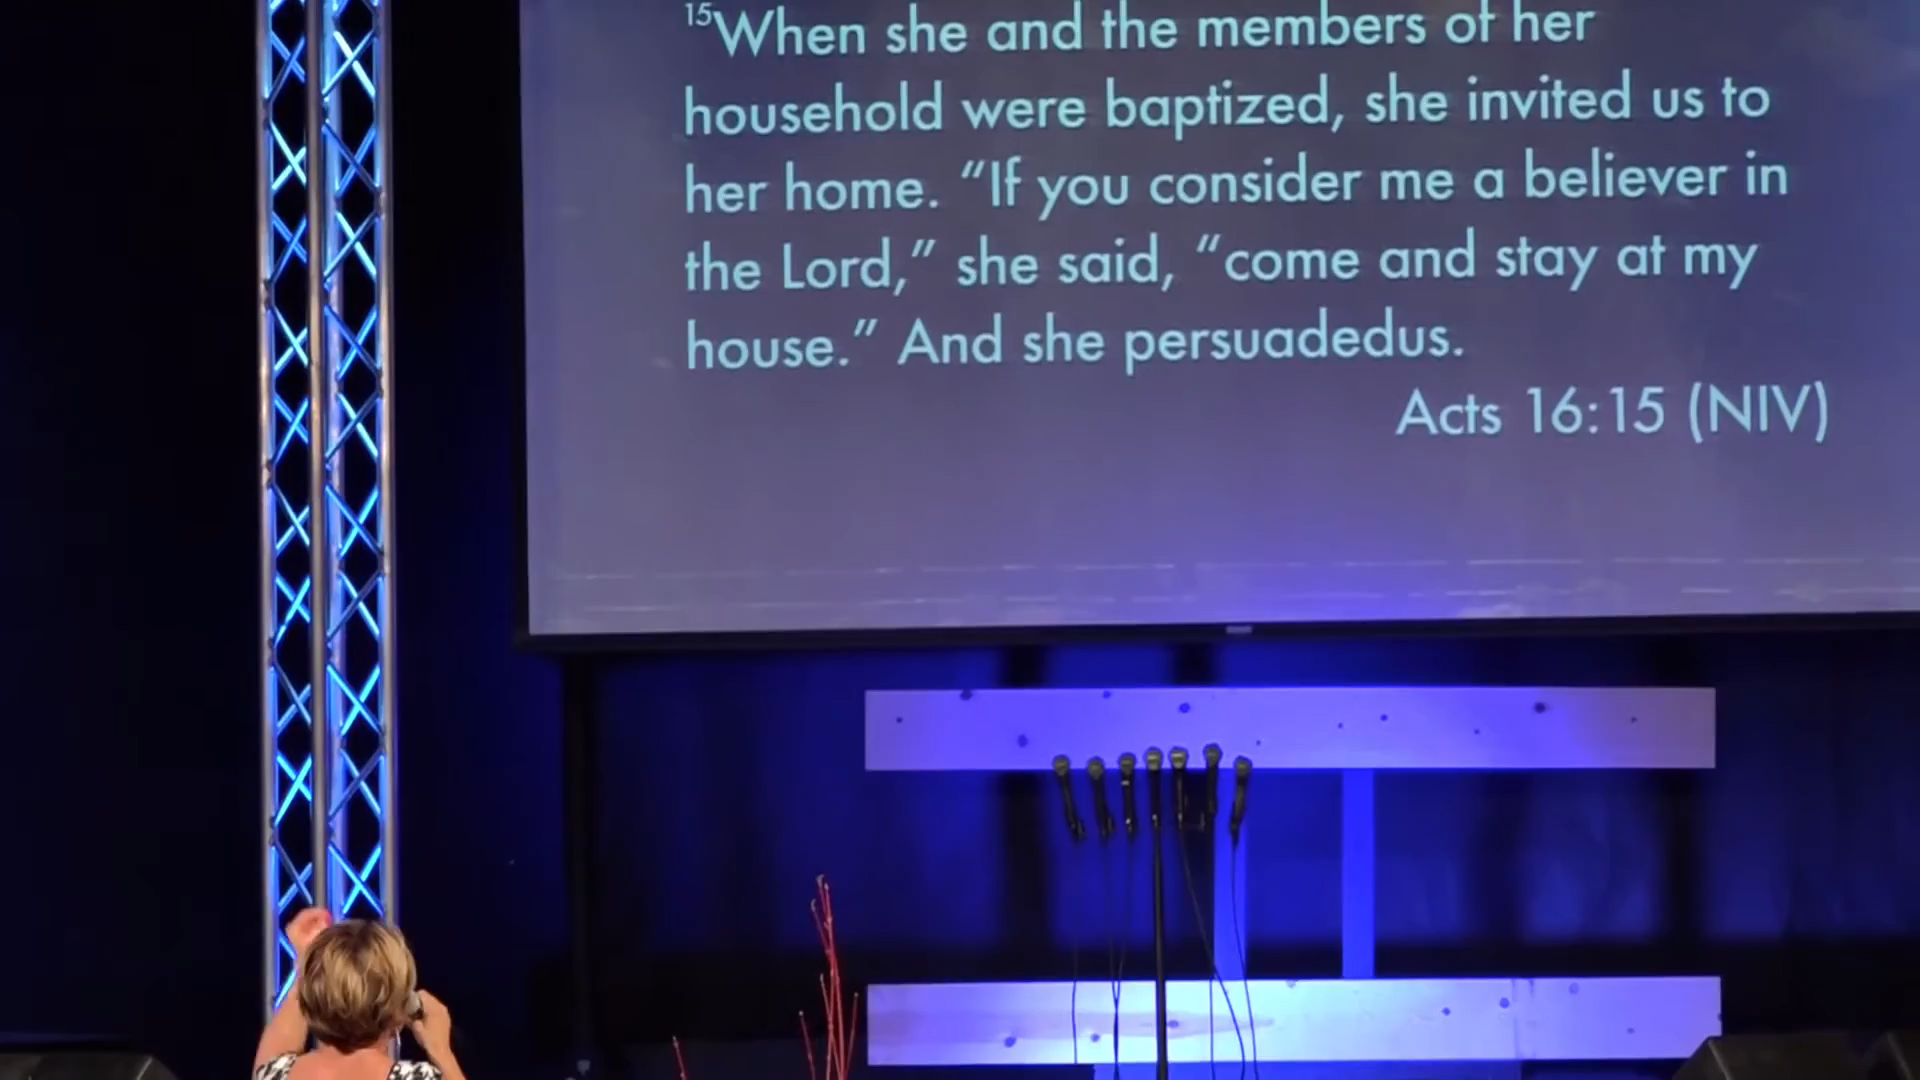 15When she and the members of her
household were baptized, she invited us to
her home. “If you consider me a believer in
the Lord,” she said, “come and stay at my
house.” And she persuadedus.
Acts 16:15 (NIV)